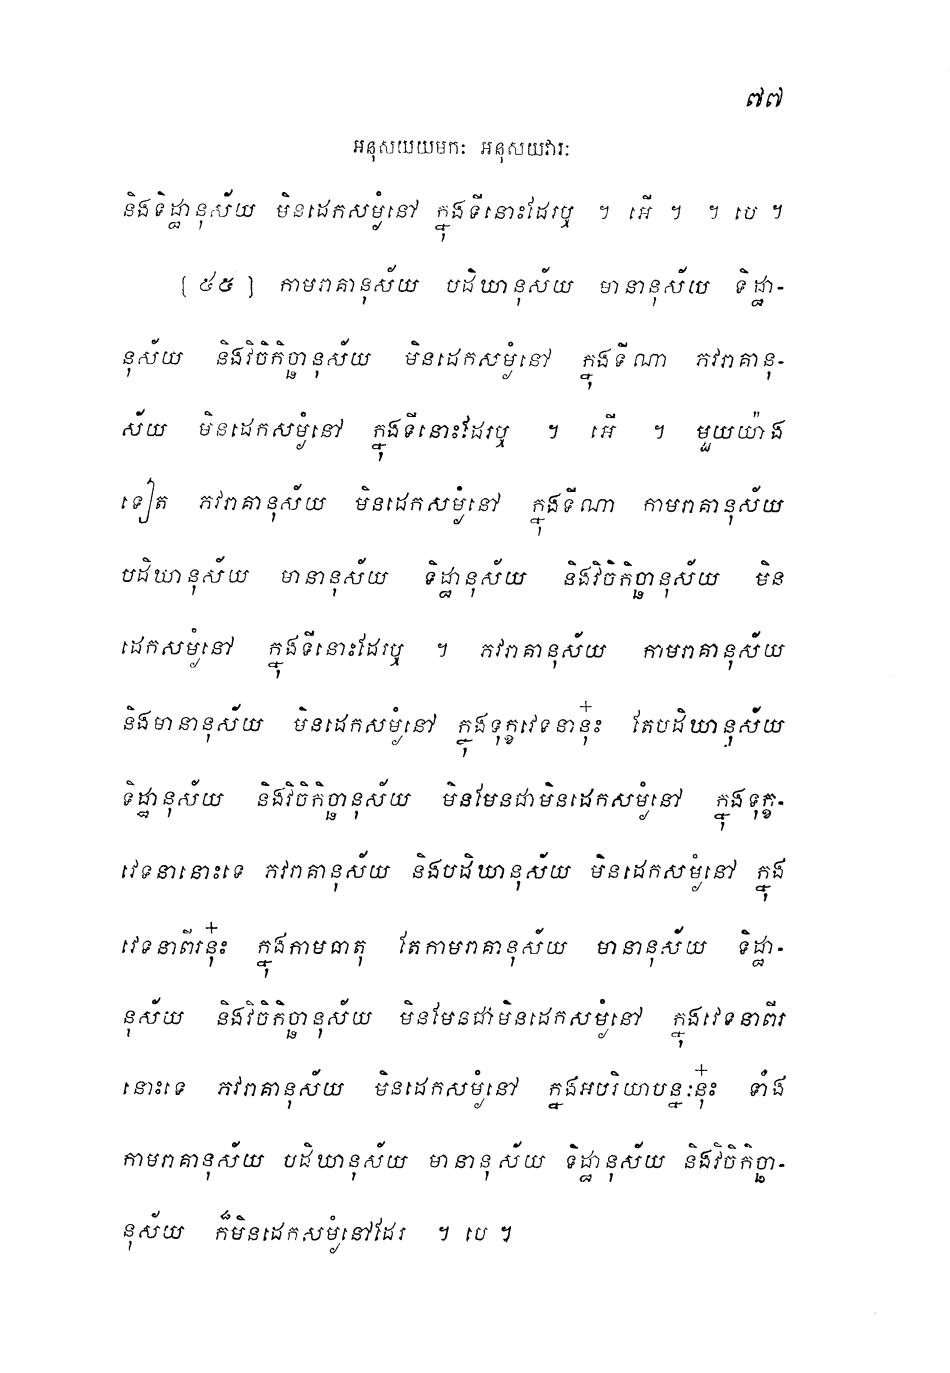 ៧៧
អនុសយយមកៈ អនុសយវារៈ
និងទិដ្ឋានុស័យ មិនដេកសម្ងំនៅ ក្នុងទីនោះដែរឬ ។ អើ ។ ។ បេ ។
[ ៥៥ ] កាមរាគានុស័យ បដិឃានុស័យ មានានុស័យ ទិដ្ឋា-
នុស័យ និងវិចិកិច្ឆានុស័យ មិនដេកសម្ងំនៅ ក្នុងទីណា ភវរាគានុ-
ស័យ មិនដេកសម្ងំនៅ ក្នុងទីនោះដែរឬ ។ អើ ។ មួយយ៉ាង
ទៀត ភវរាគានុស័យ មិនដេកសម្ងំនៅ ក្នុងទីណា កាមរាគានុស័យ
បដិឃានុស័យ មានានុស័យ ទិដ្ឋានុស័យ និងវិចិកិច្ឆានុស័យ មិន
ដេកសម្ងំនៅ ក្នុងទីនោះដែរឬ ។ ភវរាគានុស័យ កាមរាគានុស័យ
និងមានានុស័យ មិនដេកសម្ងំនៅ ក្នុងទុក្ខវេទនានុ៎ះ តែបដិឃានុស័យ
ទិដ្ឋានុស័យ និងវិចិកិច្ឆានុស័យ មិនមែនជាមិនដេកសម្ងំនៅ ក្នុងទុក្ខ-
វេទនានោះទេ ភវរាគានុស័យ និងបដិឃានុស័យ មិនដេកសម្ងំនៅ ក្នុង
វេទនាពីរនុ៎ះ ក្នុងកាមធាតុ តែកាមរាគានុស័យ មានានុស័យ ទិដ្ឋា-
នុស័យ និងវិចិកិច្ឆានុស័យ មិនមែនជាមិនដេកសម្ងំនៅ ក្នុងវេទនាពីរ
នោះទេ ភវរាគានុស័យ មិនដេកសម្ងំនៅ ក្នុងអបរិយាបន្នៈនុ៎ះ ទាំង
កាមរាគានុស័យ បដិឃានុស័យ មានានុស័យ ទិដ្ឋានុស័យ និងវិចិកិច្ឆា-
នុស័យ ក៏មិនដេកសម្ងំនៅដែរ ។ បេ ។